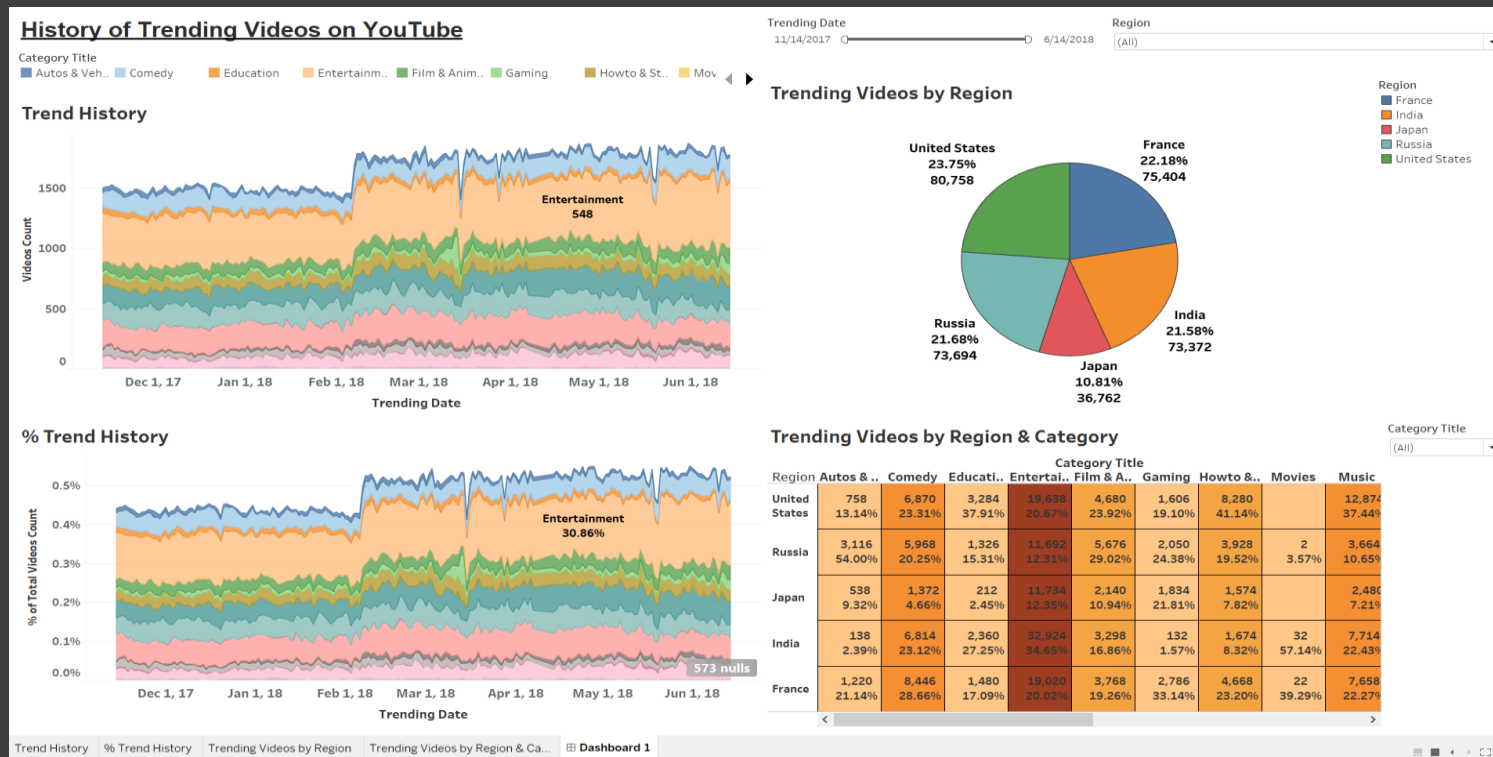 History of Trending Videos on YouTube
Category Title
Autos & Veh.. Comedy Education Entertainm.. Film & Anim.. Gaming Howto & St.. Mov
Trend History
Videos Count
1500
1000
500
0
Entertainment
548
Dec 1, 17 Jan 1, 18 Feb 1, 18 Mar 1, 18 Apr 1, 18 May 1, 18 Jun 1, 18
Trending Date
% Trend History
% of Total Videos Count
0.5%
0.4%
0.3%
0.2%
0.1%
0.0%
Entertainment
30.86%
573 nulls
Dec 1, 17 Jan 1, 18 Feb 1, 18 Mar 1, 18 Apr 1, 18 May 1, 18 Jun 1, 18
Trending Date
Trending Date
11/14/2017 6/14/2018
Region
(All)
Trending Videos by Region
Region
France
India
Japan
Russia
United States
United States
23.75%
80,758
France
22.18%
75,404
India
21.58%
73,372
Japan
10.81%
36,762
Russia
21.68%
73,694
Trending Videos by Region & Category
Category Title
(All)
Category Title
Region Autos & .. Comedy Educati.. Entertai.. Film & A.. Gaming Howto &.. Movies Music
United States
758 6,870 3,284 19,638 4,680 1,606 8,280 12,874
13.14% 23.31% 37.91% 20.67% 23.92% 19.10% 41.14% 37.44%
Russia
3,116 5,968 1,326 11,692 5,676 2,050 3,928 2 3,664
54.00% 20.25% 15.31% 12.31% 29.02% 24.38% 19.52% 3.57% 10.65%
Japan
538 1,372 212 11,734 2,140 1,834 1,574 2,480
9.32% 4.66% 2.45% 12.35% 10.94% 21.81% 7.82% 7.21%
India
138 6,814 2,360 32,924 3,298 132 1,674 32 7,714
2.39% 23.12% 27.25% 34.65% 16.86% 1.57% 8.32% 57.14% 22.43%
France
1,220 8,446 1,480 19,020 3,768 2,786 4,668 22 7,658
21.14% 28.66% 17.09% 20.02% 19.26% 33.14% 23.20% 39.29% 22.27%
Trend History % Trend History Trending Videos by Region Trending Videos by Region & Ca... Dashboard 1